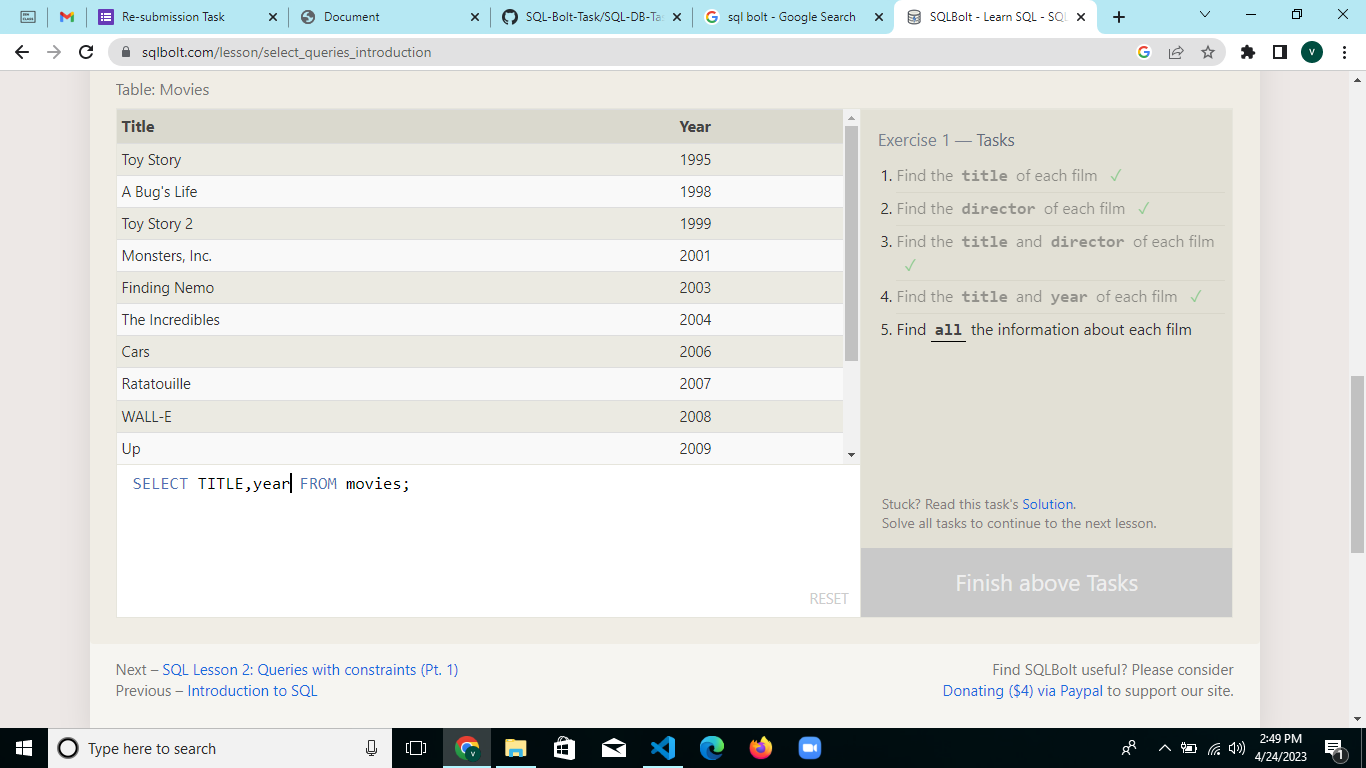 Re-submission Task
Document
SQL-Bolt-Task/SQL-DB-Tas
sql bolt - Google Search
SQLBolt - Learn SQL - SQL
sqlbolt.com/lesson/select_queries_introduction
V
Table: Movies
Title Year
Toy Story 1995
A Bug's Life 1998
Toy Story 2 1999
Monsters, Inc. 2001
Finding Nemo 2003
The Incredibles 2004
Cars 2006
Ratatouille 2007
WALL-E 2008
Up 2009
SELECT TITLE,year FROM movies;
RESET
Exercise 1 — Tasks
1. Find the title of each film ✓
2. Find the director of each film ✓
3. Find the title and director of each film
✓
4. Find the title and year of each film ✓
5. Find all the information about each film
Stuck? Read this task's Solution.
Solve all tasks to continue to the next lesson.
Finish above Tasks
Next – SQL Lesson 2: Queries with constraints (Pt. 1)
Previous – Introduction to SQL
Find SQLBolt useful? Please consider
Donating ($4) via Paypal to support our site.
Type here to search
V
2:49 PM
4/24/2023
1